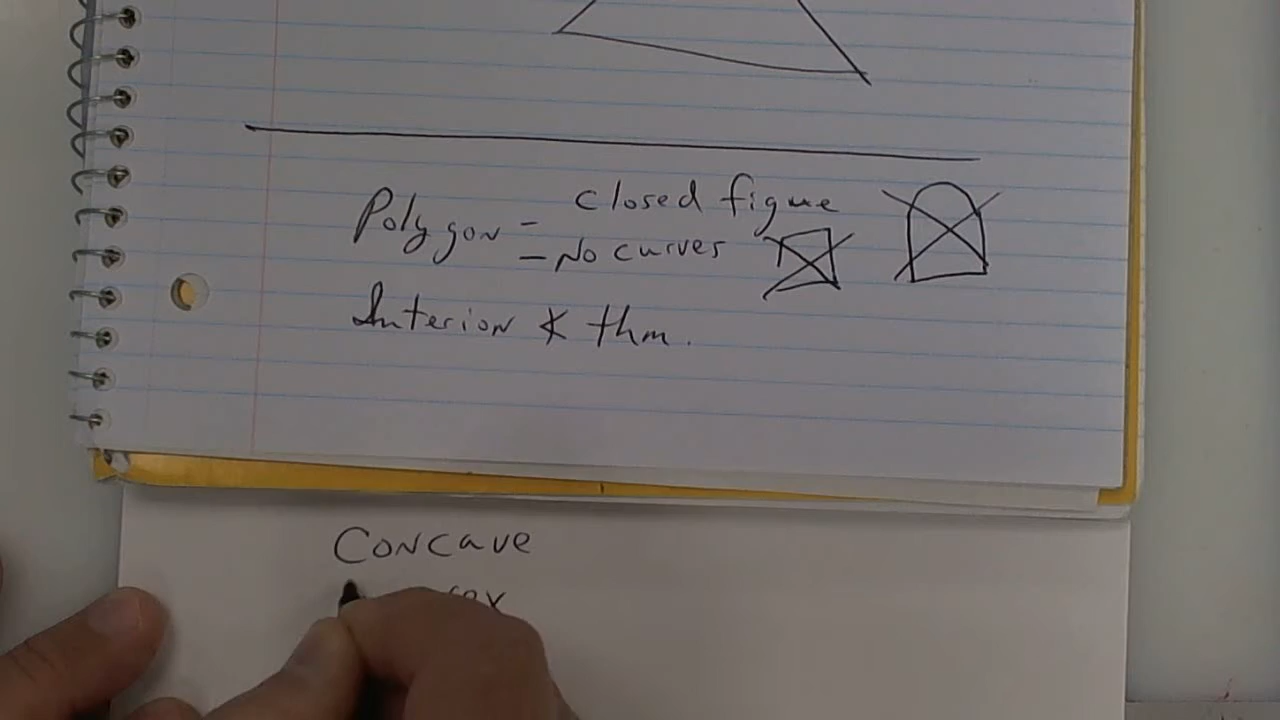 closed figure
Polygon -
- No curves
Interior ∡ thm.
Concave